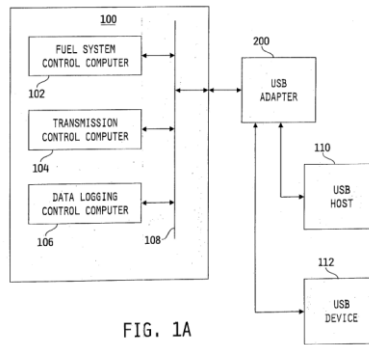 100
FUEL SYSTEM
CONTROL COMPUTER
102
TRANSMISSION
CONTROL COMPUTER
104
DATA LOGGING
CONTROL COMPUTER
106
108
200
USB
ADAPTER
110
USB
HOST
112
USB
DEVICE
FIG. 1A